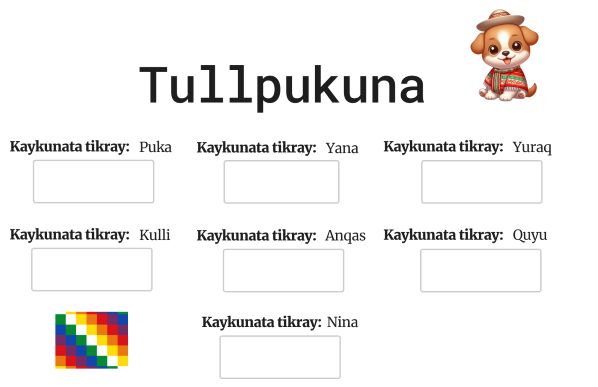 Tullpukuna
Kaykunata tikray: Puka
Kaykunata tikray: Yana
Kaykunata tikray: Yuraq
Kaykunata tikray: Kulli
Kaykunata tikray: Anqas
Kaykunata tikray: Quyu
Kaykunata tikray: Nina